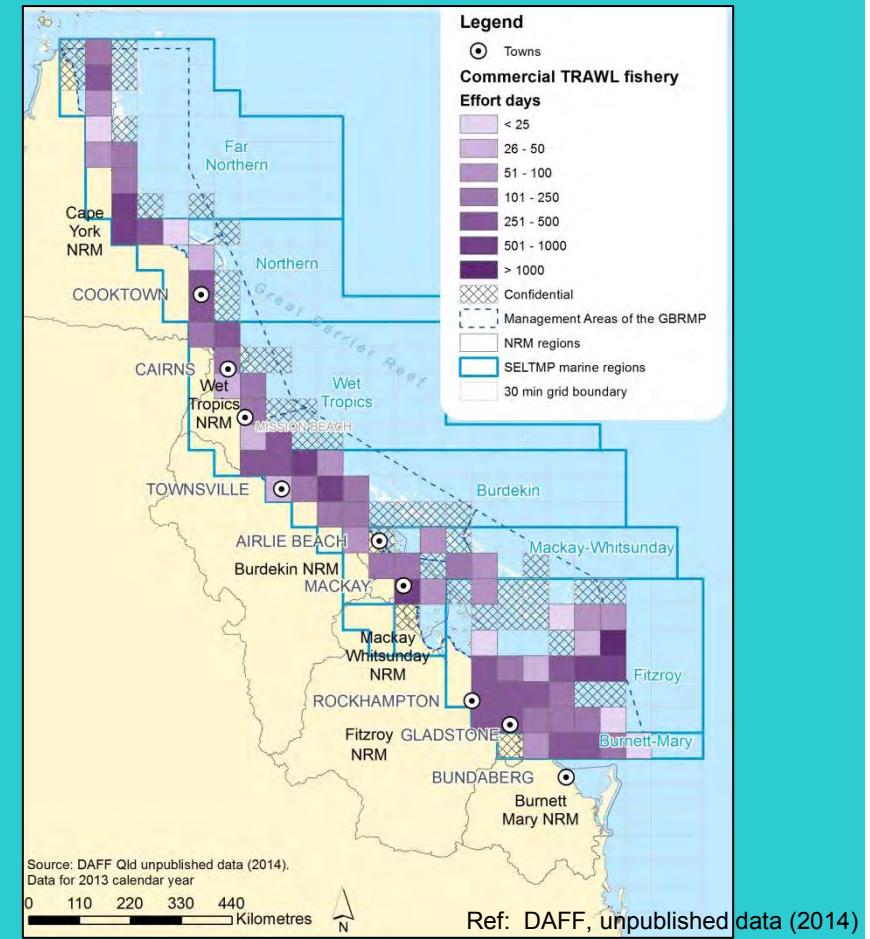 Legend
Towns
Commercial TRAWL fishery
Effort days
< 25
26 - 50
51 - 100
101 - 250
251 - 500
501 - 1000
> 1000
Confidential
Management Areas of the GBRMP
NRM regions
SELTMP marine regions
30 min grid boundary
Far
Northern
Cape
York
NRM
Northern
COOKTOWN
Great Barrier Reef
CAIRNS
Wet
Tropics
NRM
Wet
Tropics
MISSION BEACH
TOWNSVILLE
Burdekin
AIRLIE BEACH
Mackay-Whitsunday
Burdekin NRM
MACKAY
Mackay
Whitsunday
NRM
Fitzroy
ROCKHAMPTON
Fitzroy
NRM
GLADSTONE
Burnett-Mary
BUNDABERG
Burnett
Mary NRM
Source: DAFF Qld unpublished data (2014).
Data for 2013 calendar year
0 110 220 330 440
Kilometres
N
Ref: DAFF, unpublished data (2014)